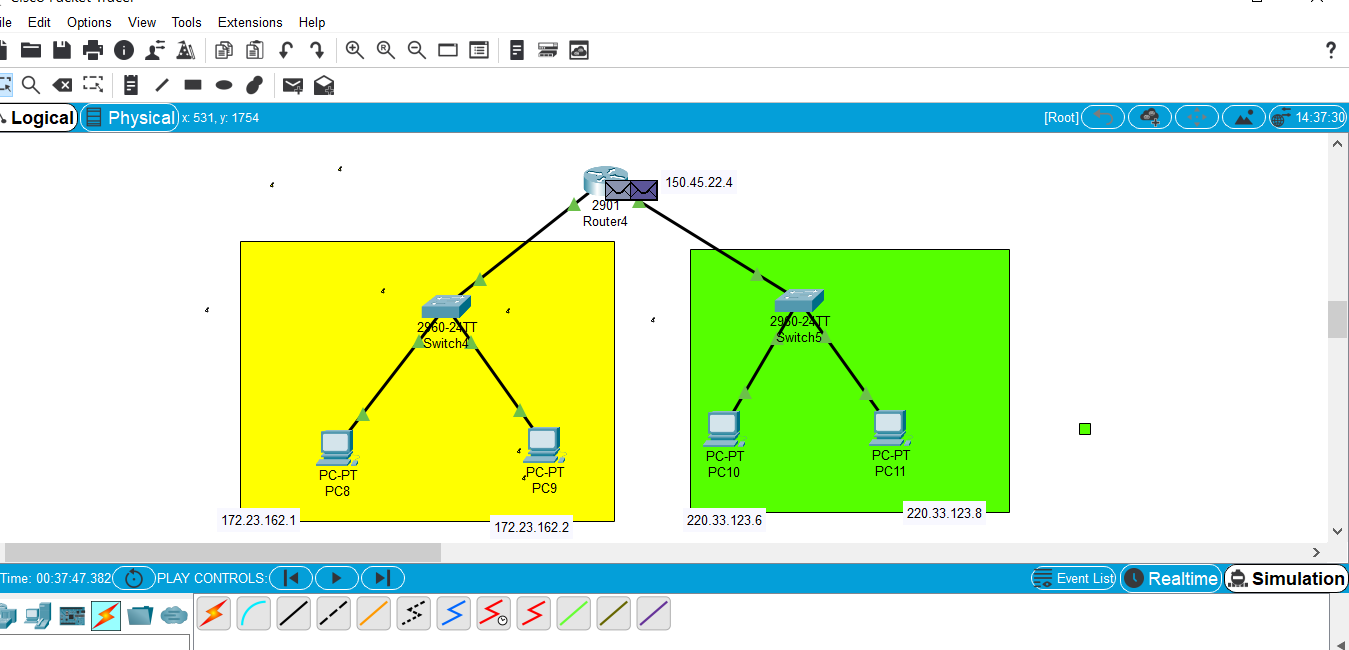 Cisco Packet Tracer
ile Edit Options View Tools Extensions Help
?
Logical Physical x: 531, y: 1754 [Root] 14:37:30
150.45.22.4
2901
Router4
2960-24TT
Switch4
2960-24TT
Switch5
PC-PT
PC8
PC-PT
PC9
PC-PT
PC10
PC-PT
PC11
172.23.162.1
172.23.162.2
220.33.123.6
220.33.123.8
Time: 00:37:47.382 PLAY CONTROLS: Event List Realtime Simulation